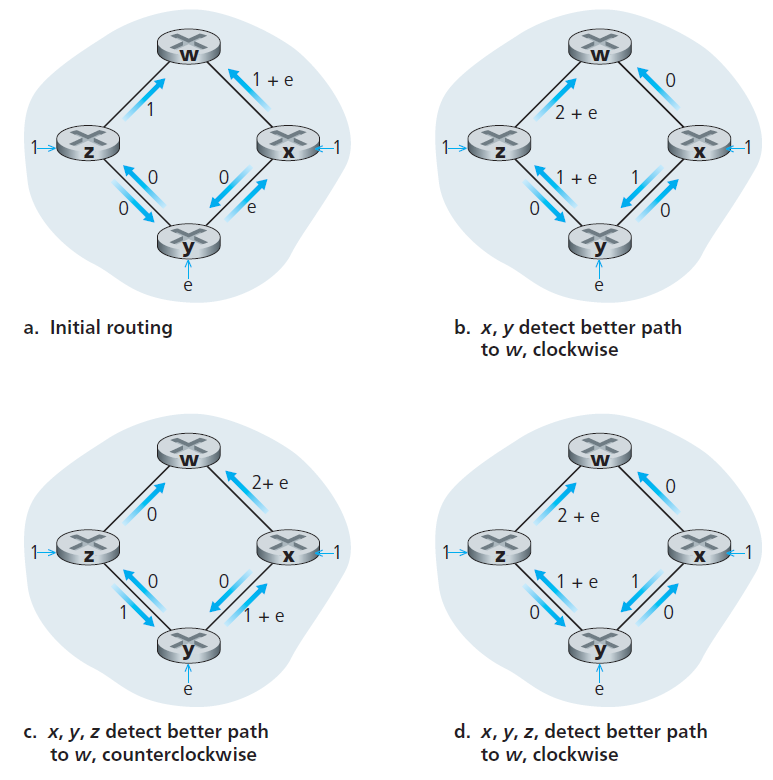 w
1 + e
1
1
z
x
1
0
0
0
e
y
e
a. Initial routing
w
0
2 + e
1
z
x
1
1 + e
1
0
0
y
e
b. x, y detect better path
to w, clockwise
w
2+ e
0
1
z
x
1
0
0
1
1 + e
y
e
c. x, y, z detect better path
to w, counterclockwise
w
0
2 + e
1
z
x
1
1 + e
1
0
0
y
e
d. x, y, z, detect better path
to w, clockwise